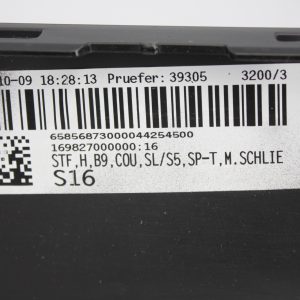 10-09 18:28:13 Pruefer:39305 3200/3
65856873000044254500
169827000000;16
STF,H,B9,COU,SL/S5,SP-T,M.SCHLIE
S16